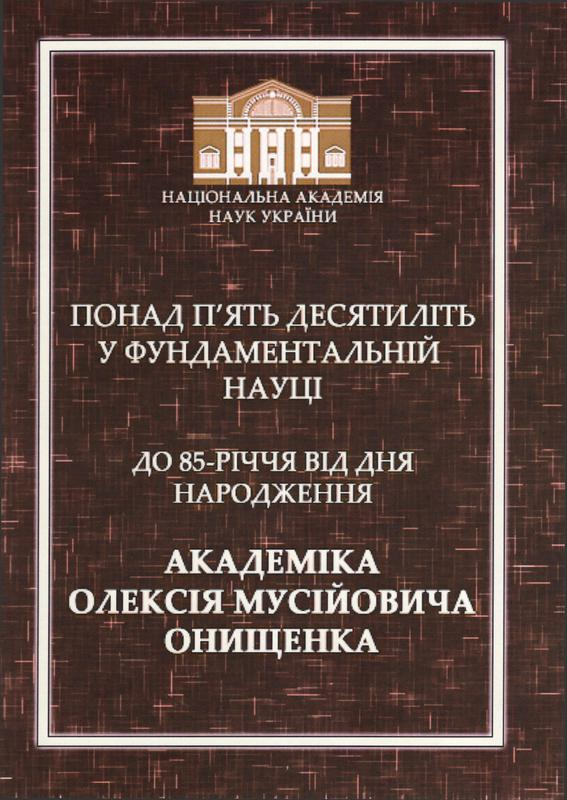 НАЦІОНАЛЬНА АКАДЕМІЯ
НАУК УКРАЇНИ
ПОНАД П'ЯТЬ ДЕСЯТИЛІТЬ
У ФУНДАМЕНТАЛЬНІЙ
НАУЦІ
ДО 85-РІЧЧЯ ВІД ДНЯ
НАРОДЖЕННЯ
АКАДЕМІКА
ОЛЕКСІЯ МУСІЙОВИЧА
ОНИЩЕНКА